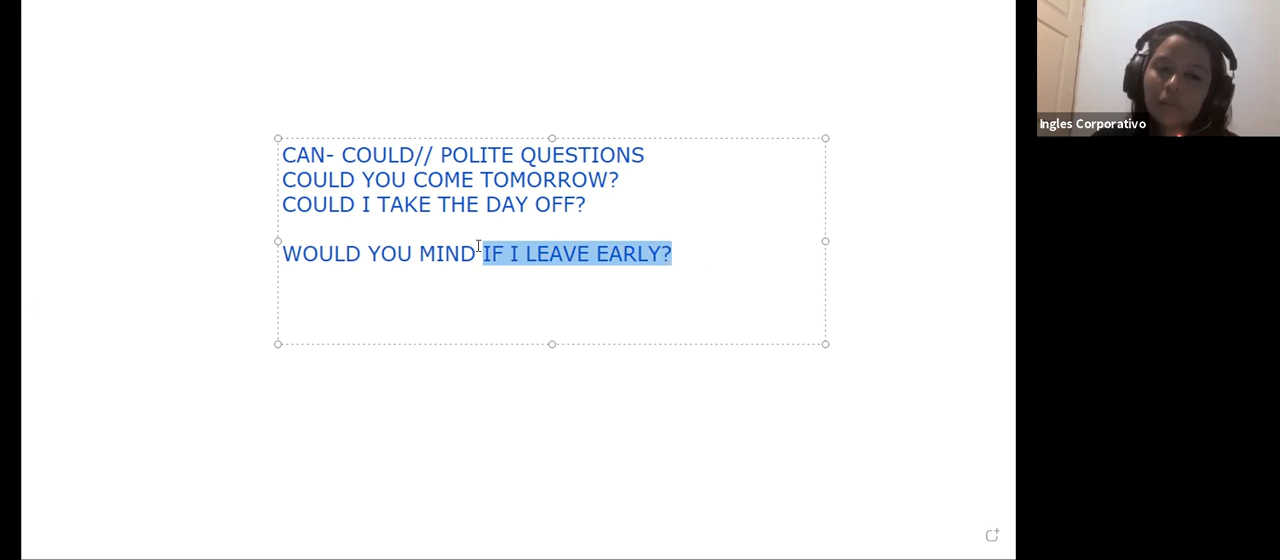 CAN- COULD// POLITE QUESTIONS
COULD YOU COME TOMORROW?
COULD I TAKE THE DAY OFF?
WOULD YOU MIND IF I LEAVE EARLY?
Ingles Corporativo